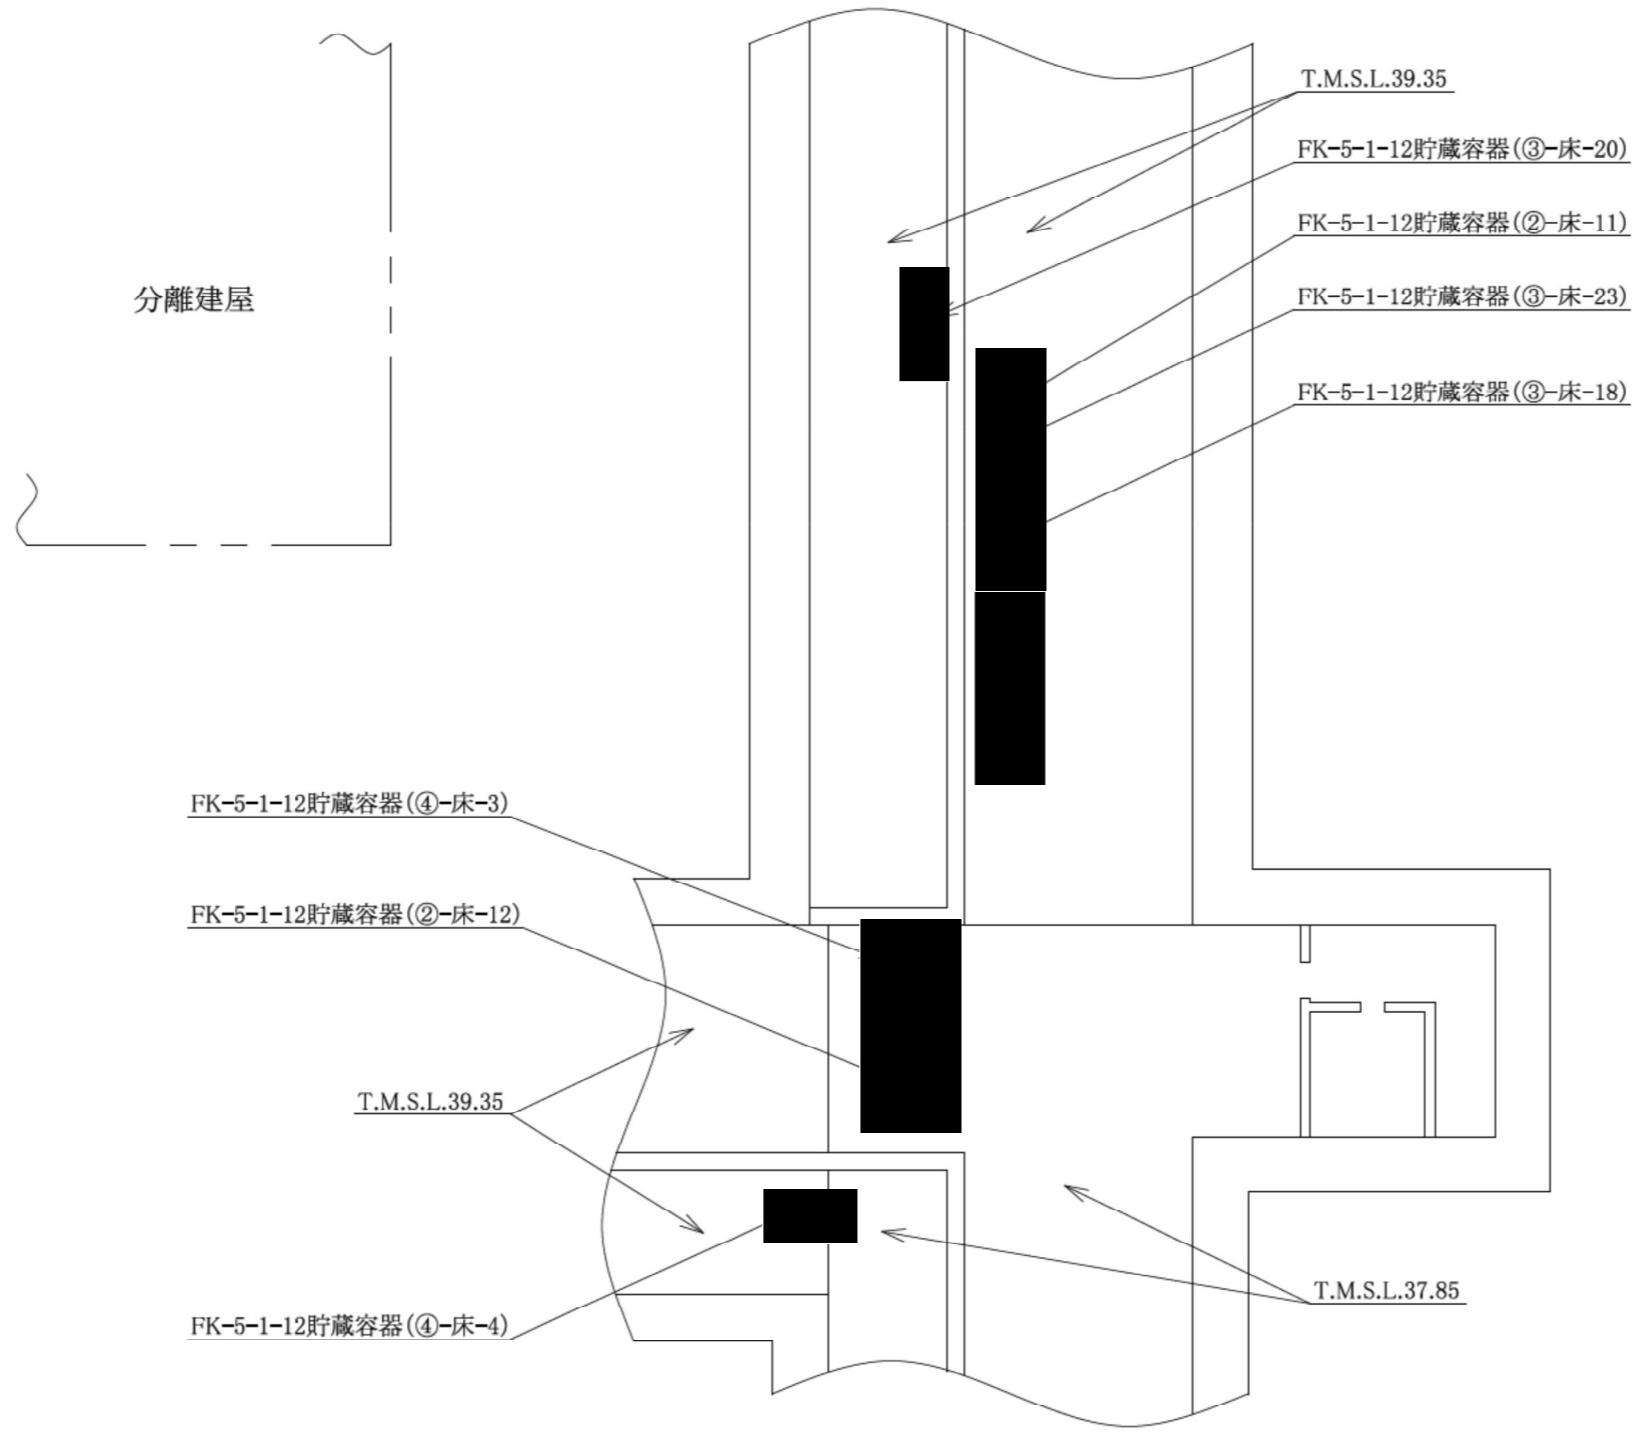 T.M.S.L.39.35
FK-5-1-12貯蔵容器(③-床-20)
FK-5-1-12貯蔵容器(②-床-11)
分離建屋
FK-5-1-12貯蔵容器(③-床-23)
FK-5-1-12貯蔵容器(③-床-18)
FK-5-1-12貯蔵容器(④-床-3)
FK-5-1-12貯蔵容器(②-床-12)
T.M.S.L.39.35
T.M.S.L.37.85
FK-5-1-12貯蔵容器(④-床-4)